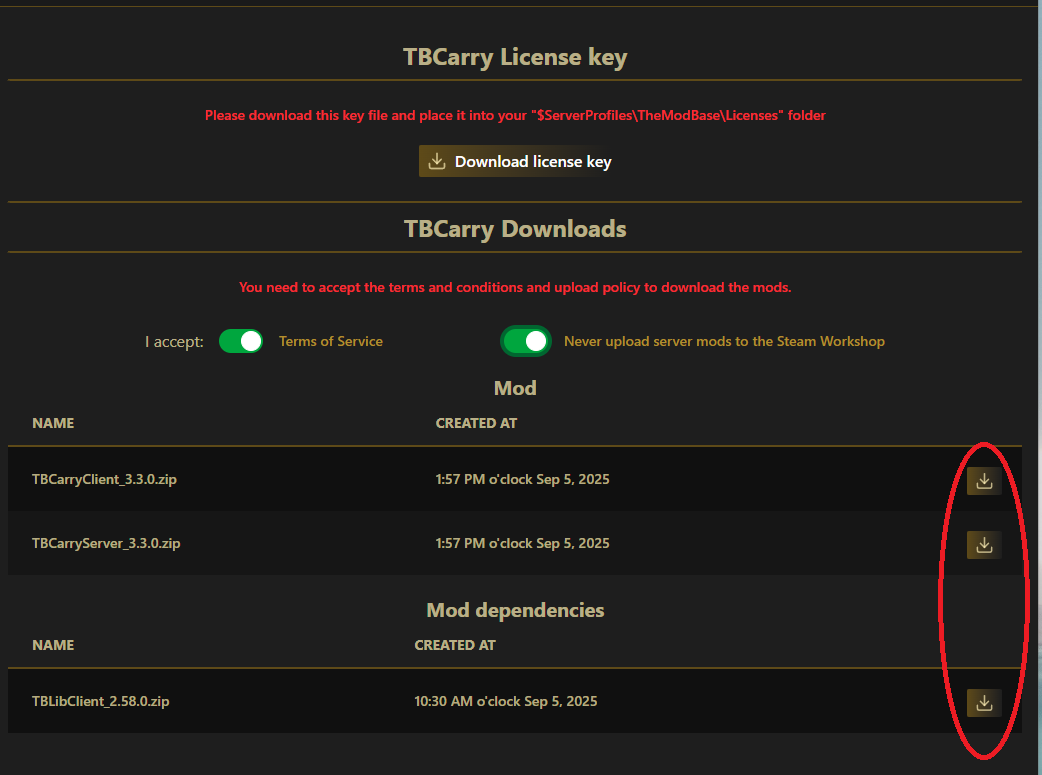 TBCarry License key
Please download this key file and place it into your "$ServerProfiles\TheModBase\Licenses" folder
Download license key
TBCarry Downloads
You need to accept the terms and conditions and upload policy to download the mods.
I accept: Terms of Service Never upload server mods to the Steam Workshop
Mod
NAME CREATED AT
TBCarryClient_3.3.0.zip 1:57 PM o'clock Sep 5, 2025
TBCarryServer_3.3.0.zip 1:57 PM o'clock Sep 5, 2025
Mod dependencies
NAME CREATED AT
TBLibClient_2.58.0.zip 10:30 AM o'clock Sep 5, 2025